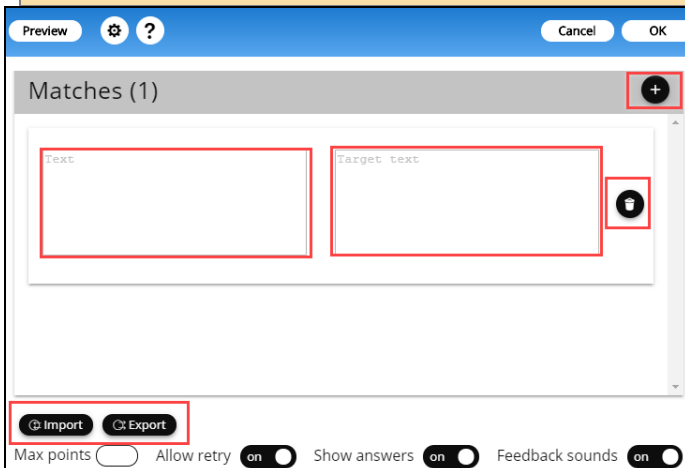 Preview ? Cancel OK
Matches (1) +
Text Target text
Import Export
Max points Allow retry on Show answers on Feedback sounds on